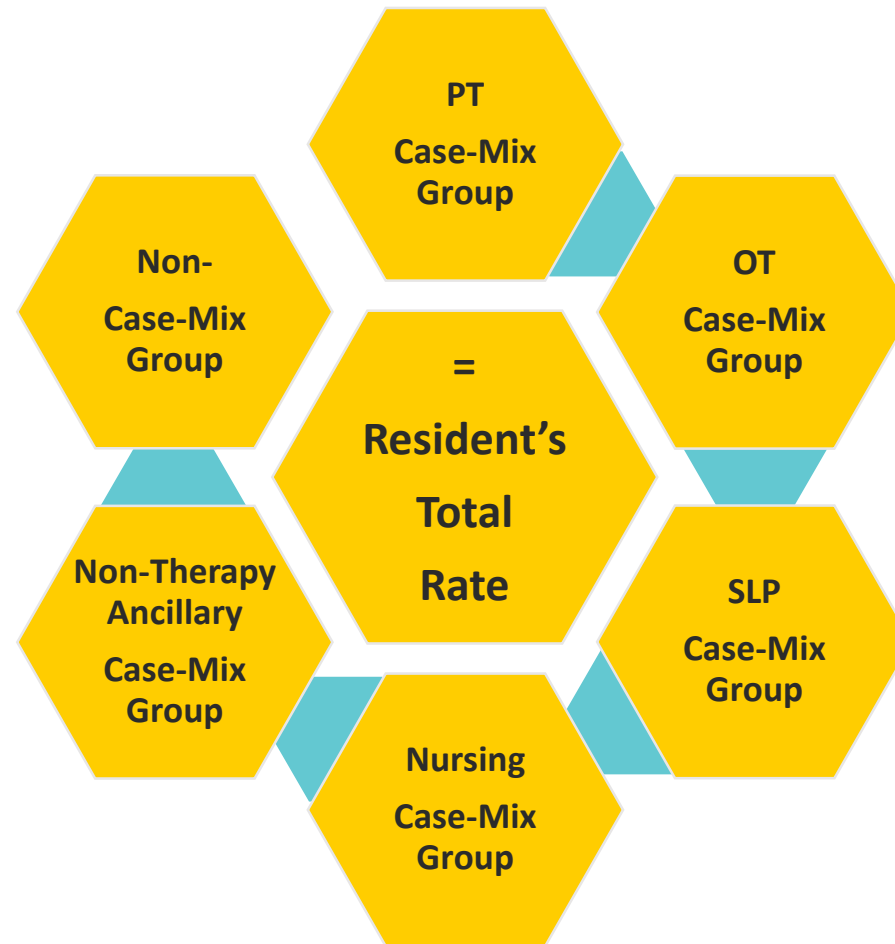 PT
Case-Mix
Group
OT
Case-Mix
Group
SLP
Case-Mix
Group
Nursing
Case-Mix
Group
Non-Therapy
Ancillary
Case-Mix
Group
Non-
Case-Mix
Group
=
Resident’s
Total
Rate